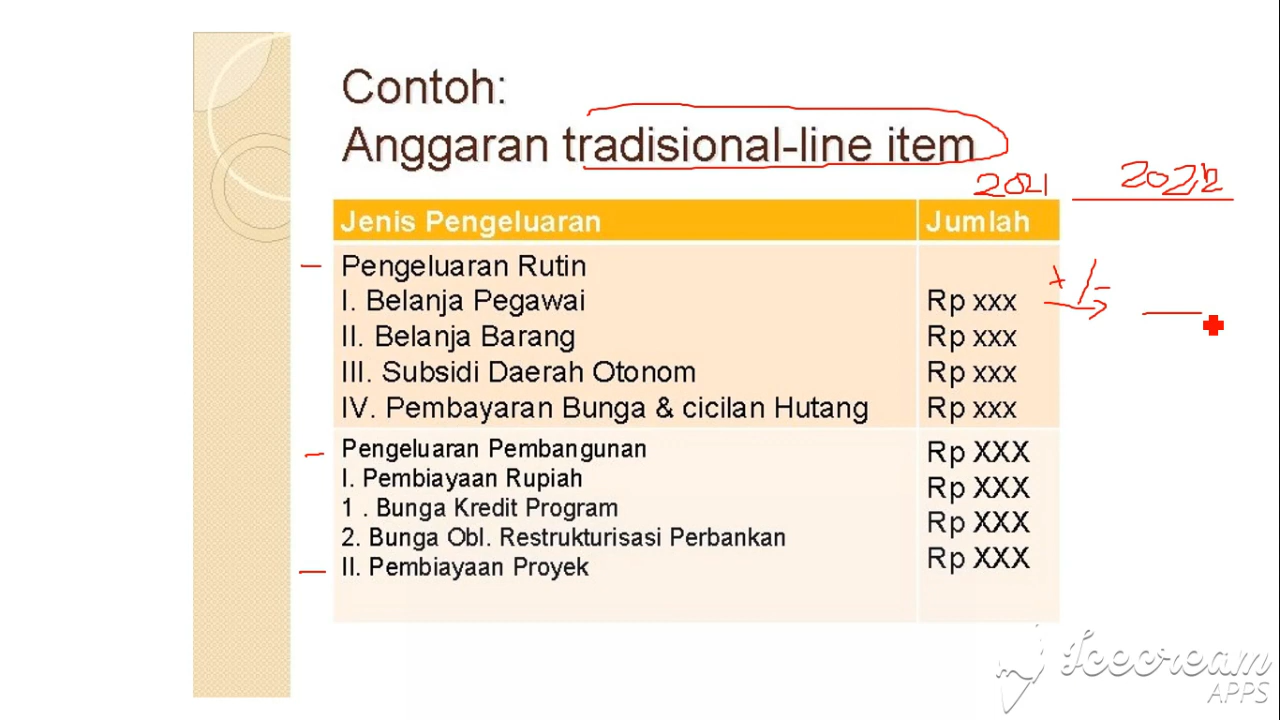 Contoh:
Anggaran tradisional-line item
2021 2022
Jenis Pengeluaran Jumlah
Pengeluaran Rutin
I. Belanja Pegawai Rp xxx
+/-
II. Belanja Barang Rp xxx
III. Subsidi Daerah Otonom Rp xxx
IV. Pembayaran Bunga & cicilan Hutang Rp xxx
Pengeluaran Pembangunan Rp XXX
I. Pembiayaan Rupiah Rp XXX
1 . Bunga Kredit Program Rp XXX
2. Bunga Obl. Restrukturisasi Perbankan Rp XXX
II. Pembiayaan Proyek
Icecream
APPS